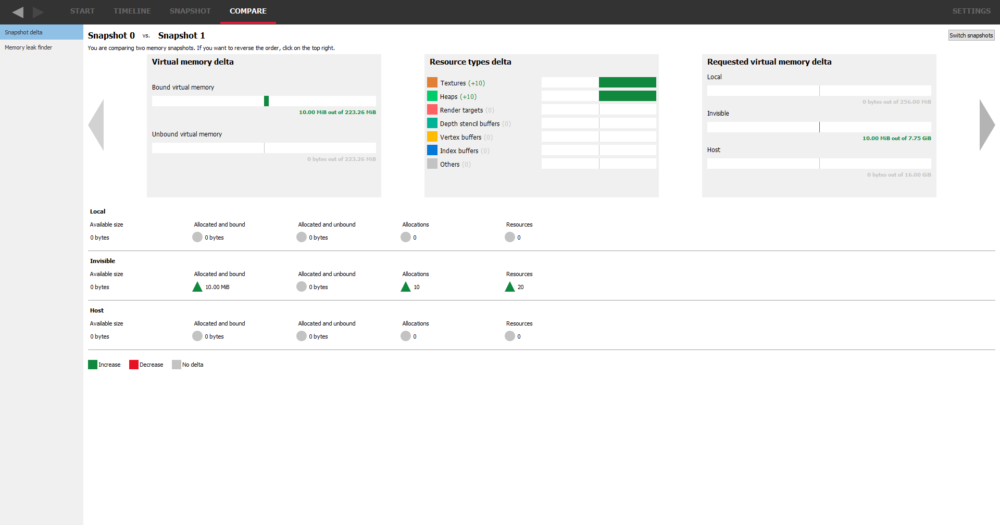 START TIMELINE SNAPSHOT COMPARE SETTINGS
Snapshot delta
Memory leak finder
Snapshot 0 vs. Snapshot 1
Switch snapshots
You are comparing two memory snapshots. If you want to reverse the order, click on the top right.
Virtual memory delta
Bound virtual memory
10.00 MiB out of 223.26 MiB
Unbound virtual memory
0 bytes out of 223.26 MiB
Resource types delta
Textures (+10)
Heaps (+10)
Render targets (0)
Depth stencil buffers (0)
Vertex buffers (0)
Index buffers (0)
Others (0)
Requested virtual memory delta
Local
0 bytes out of 256.00 MiB
Invisible
10.00 MiB out of 7.75 GiB
Host
0 bytes out of 16.00 GiB
Local
Available size Allocated and bound Allocated and unbound Allocations Resources
0 bytes 0 bytes 0 bytes 0 0
Invisible
Available size Allocated and bound Allocated and unbound Allocations Resources
0 bytes 10.00 MiB 0 bytes 10 20
Host
Available size Allocated and bound Allocated and unbound Allocations Resources
0 bytes 0 bytes 0 bytes 0 0
Increase Decrease No delta